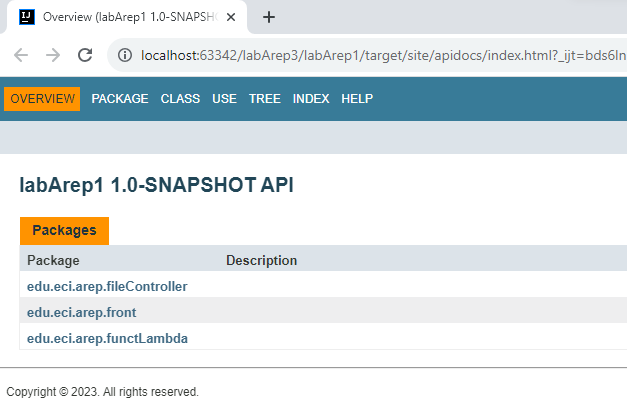 Overview (labArep1 1.0-SNAPSHO
localhost:63342/labArep3/labArep1/target/site/apidocs/index.html?_ijt=bds6ln
OVERVIEW PACKAGE CLASS USE TREE INDEX HELP
labArep1 1.0-SNAPSHOT API
Packages
Package Description
edu.eci.arep.fileController
edu.eci.arep.front
edu.eci.arep.functLambda
Copyright © 2023. All rights reserved.